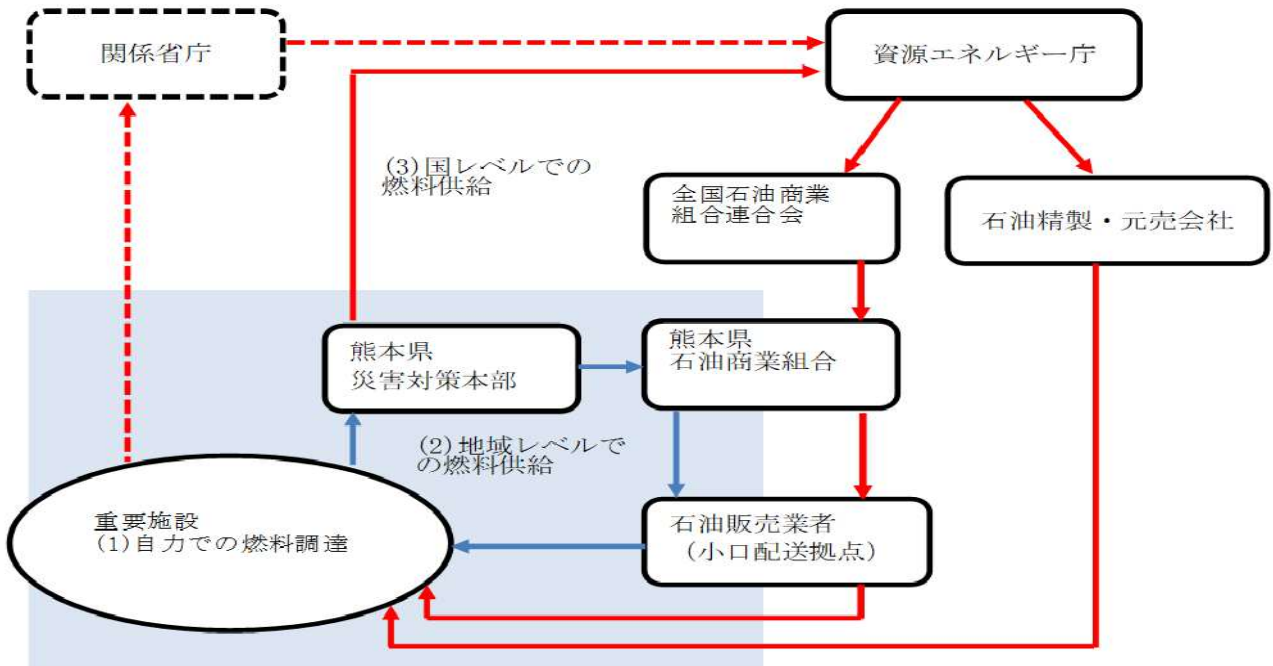 関係省庁
資源エネルギー庁
(3)国レベルでの
燃料供給
全国石油商業
組合連合会
石油精製・元売会社
熊本県
災害対策本部
熊本県
石油商業組合
(2)地域レベルで
の燃料供給
重要施設
(1)自力での燃料調達
石油販売業者
（小口配送拠点）